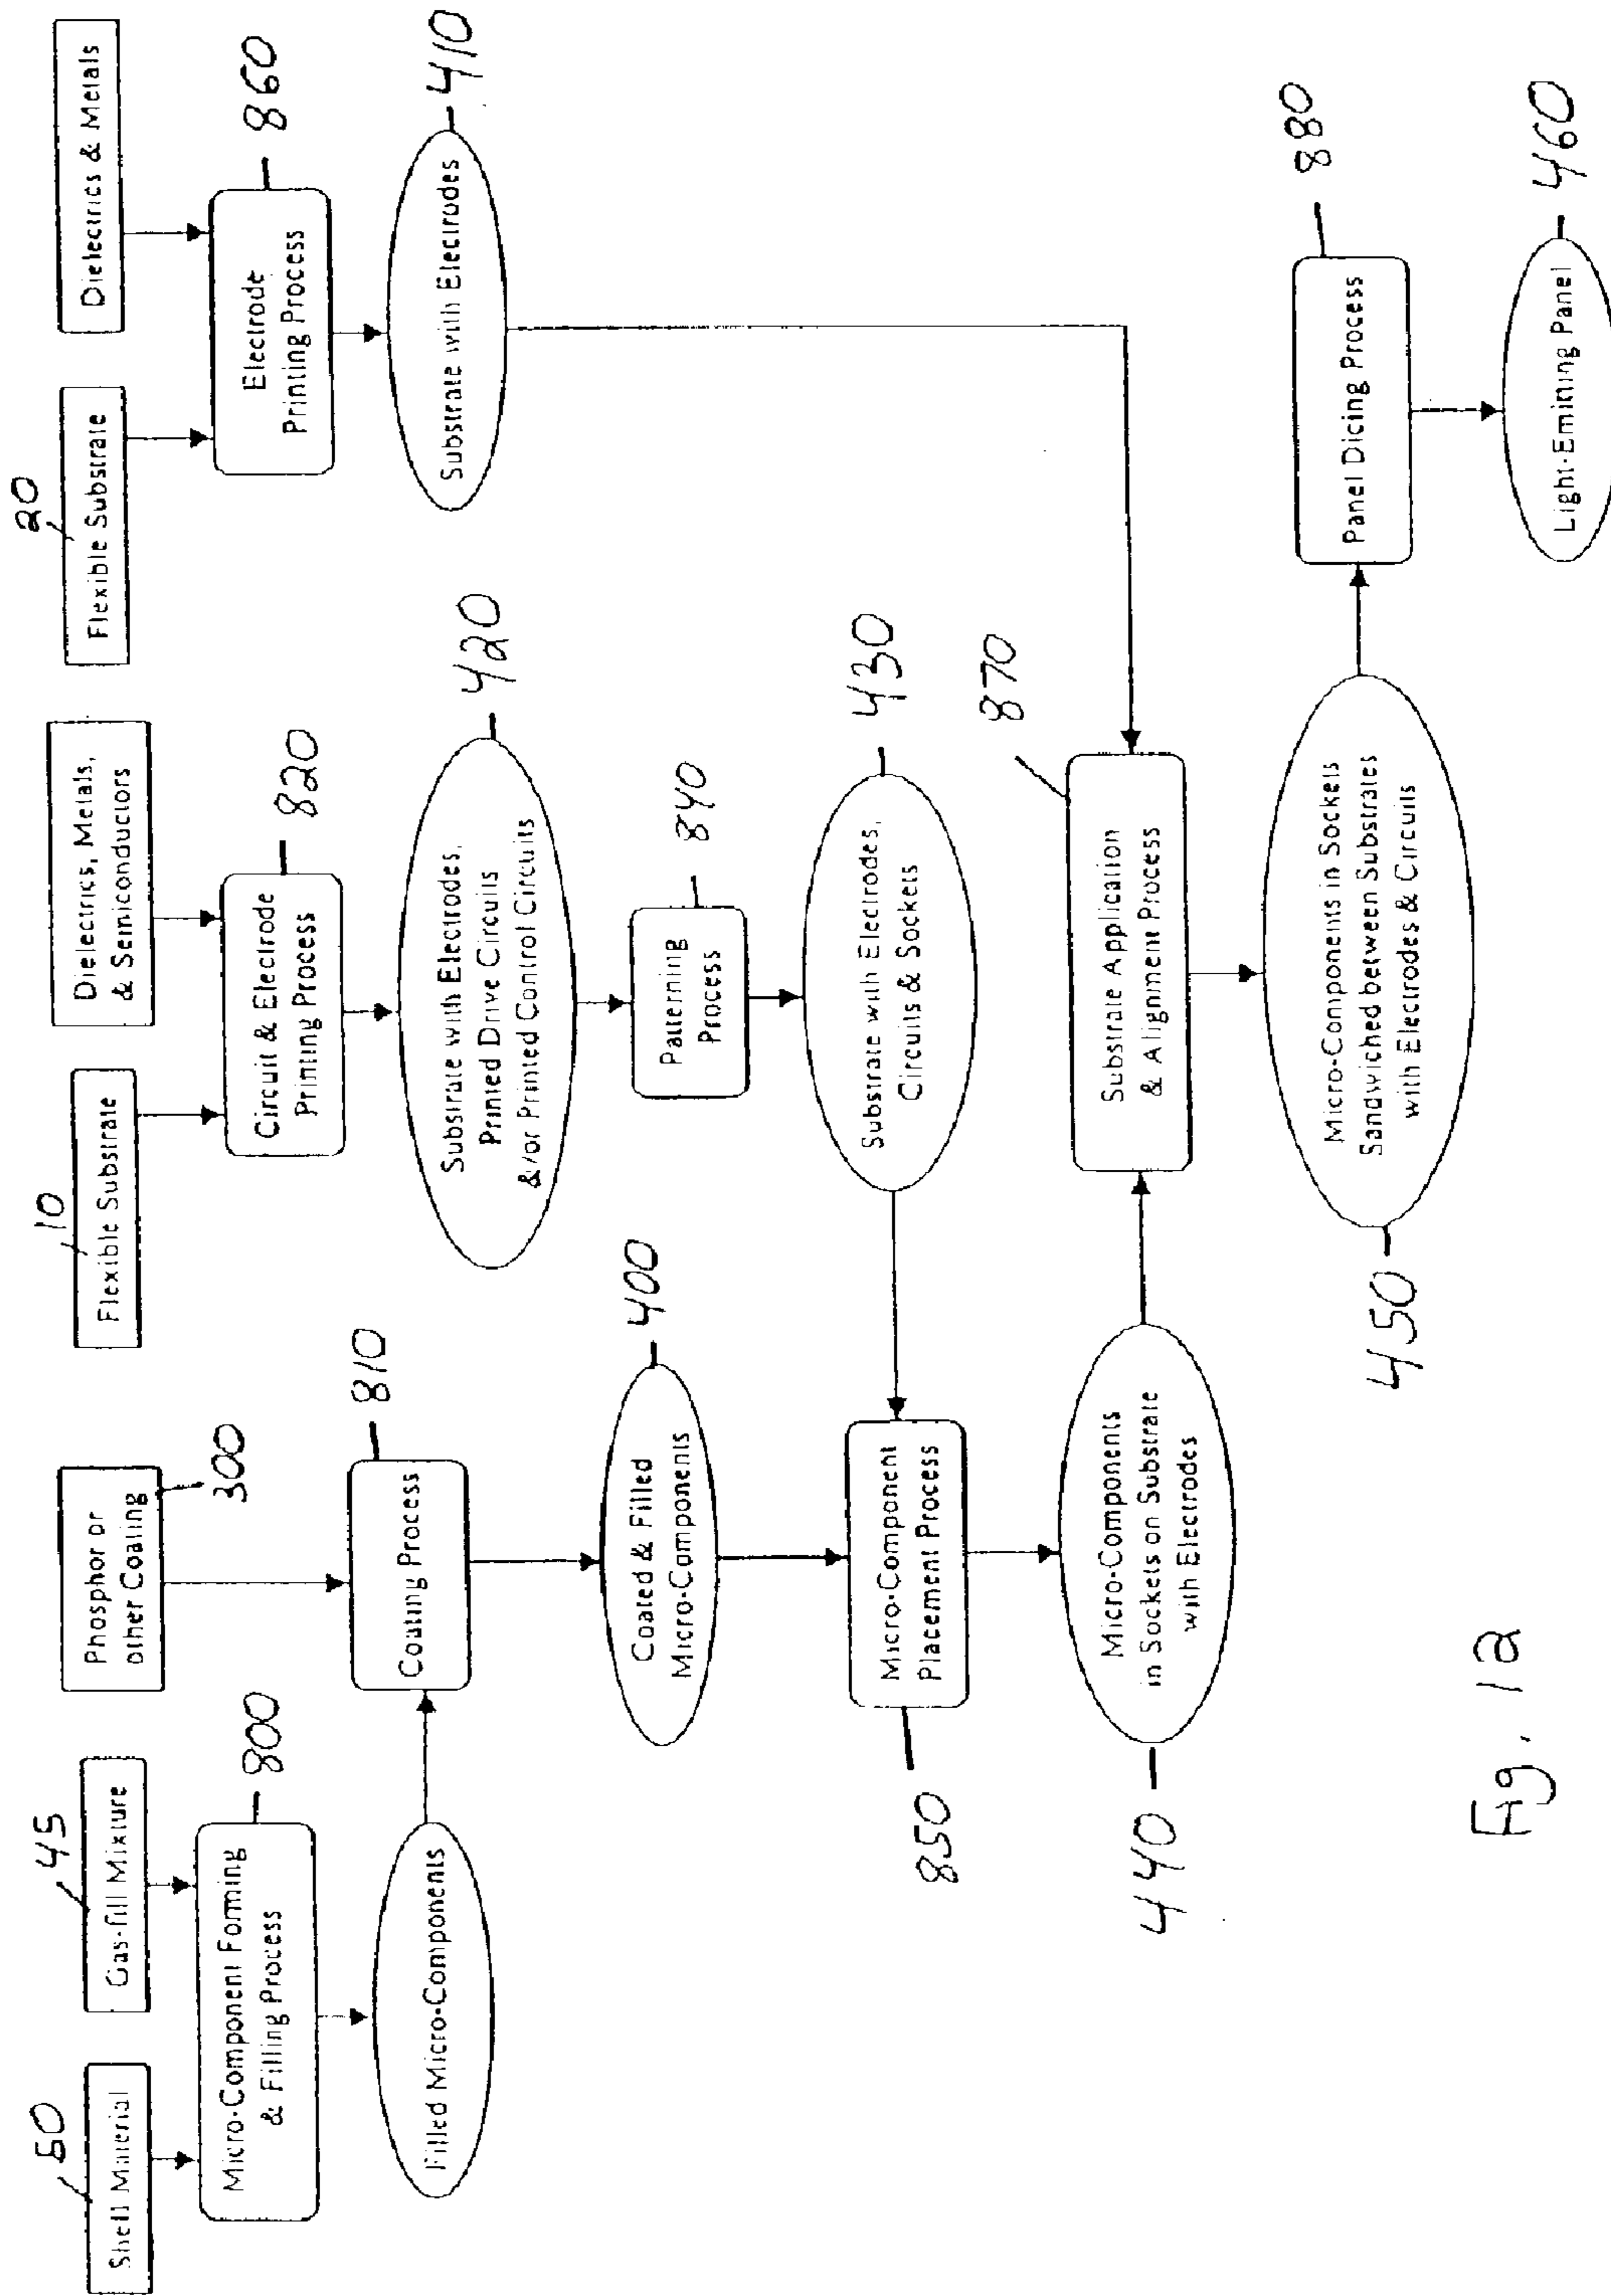 50
Shell Material
45
Gas-fill Mixture
Phosphor or
other Coating
300
10
Flexible Substrate
Dielectrics, Metals,
& Semiconductors
20
Flexible Substrate
Dielectrics & Metals
Micro-Component Forming
& Filling Process
800
Circuit & Electrode
Printing Process
820
Electrode
Printing Process
860
Filled Micro-Components
Coating Process
810
Substrate with Electrodes,
Printed Drive Circuits
&/or Printed Control Circuits
420
Substrate with Electrodes
410
Coated & Filled
Micro-Components
400
Patterning
Process
840
Substrate with Electrodes,
Circuits & Sockets
430
Micro-Component
Placement Process
850
Micro-Components
in Sockets on Substrate
with Electrodes
440
Substrate Application
& Alignment Process
870
Micro-Components in Sockets
Sandwiched between Substrates
with Electrodes & Circuits
450
Panel Dicing Process
880
Light-Emitting Panel
460
Fig. 12